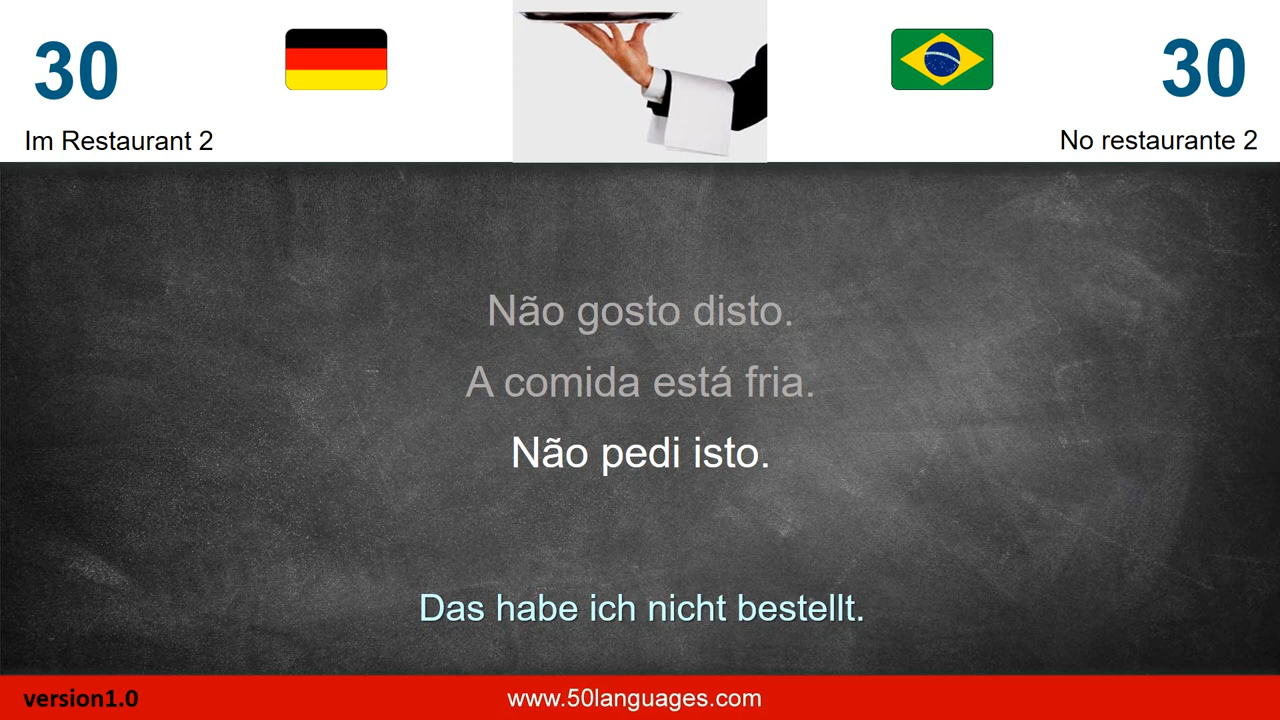 30
30
Im Restaurant 2
No restaurante 2
Não gosto disto.
A comida está fria.
Não pedi isto.
Das habe ich nicht bestellt.
version1.0
www.50languages.com